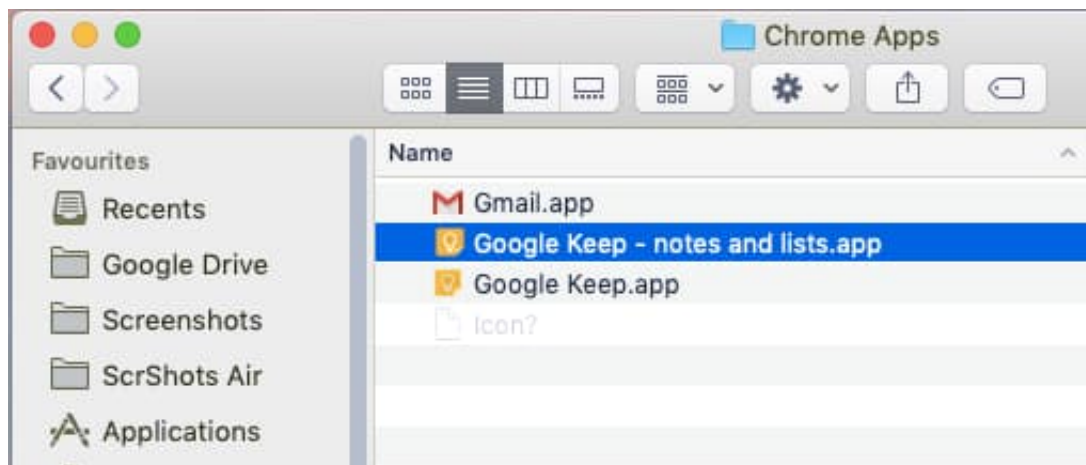 Chrome Apps
Favourites
Recents
Google Drive
Screenshots
ScrShots Air
Applications
Name
Gmail.app
Google Keep - notes and lists.app
Google Keep.app
Icon?